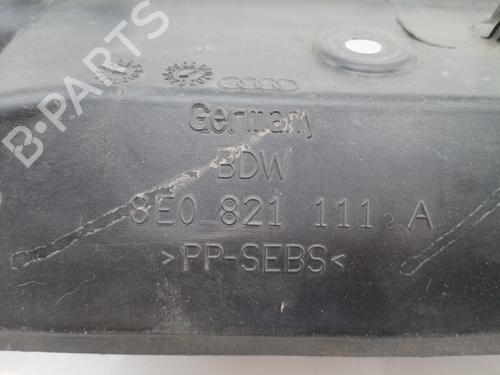 B-PARTS
Germany
BDW
8E0 821 111 A
>PP-SEBS<